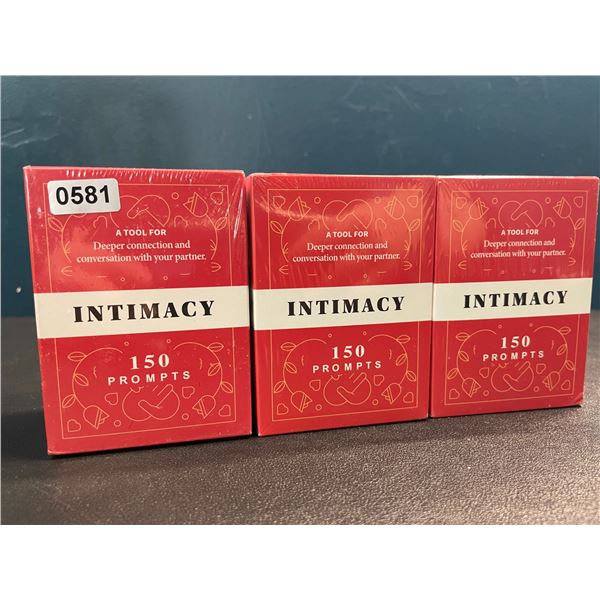 0581
A TOOL FOR
Deeper connection and
conversation with your partner.
INTIMACY
150
PROMPTS
A TOOL FOR
Deeper connection and
conversation with your partner.
INTIMACY
150
PROMPTS
A TOOL FOR
Deeper connection and
conversation with your partner.
INTIMACY
150
PROMPTS